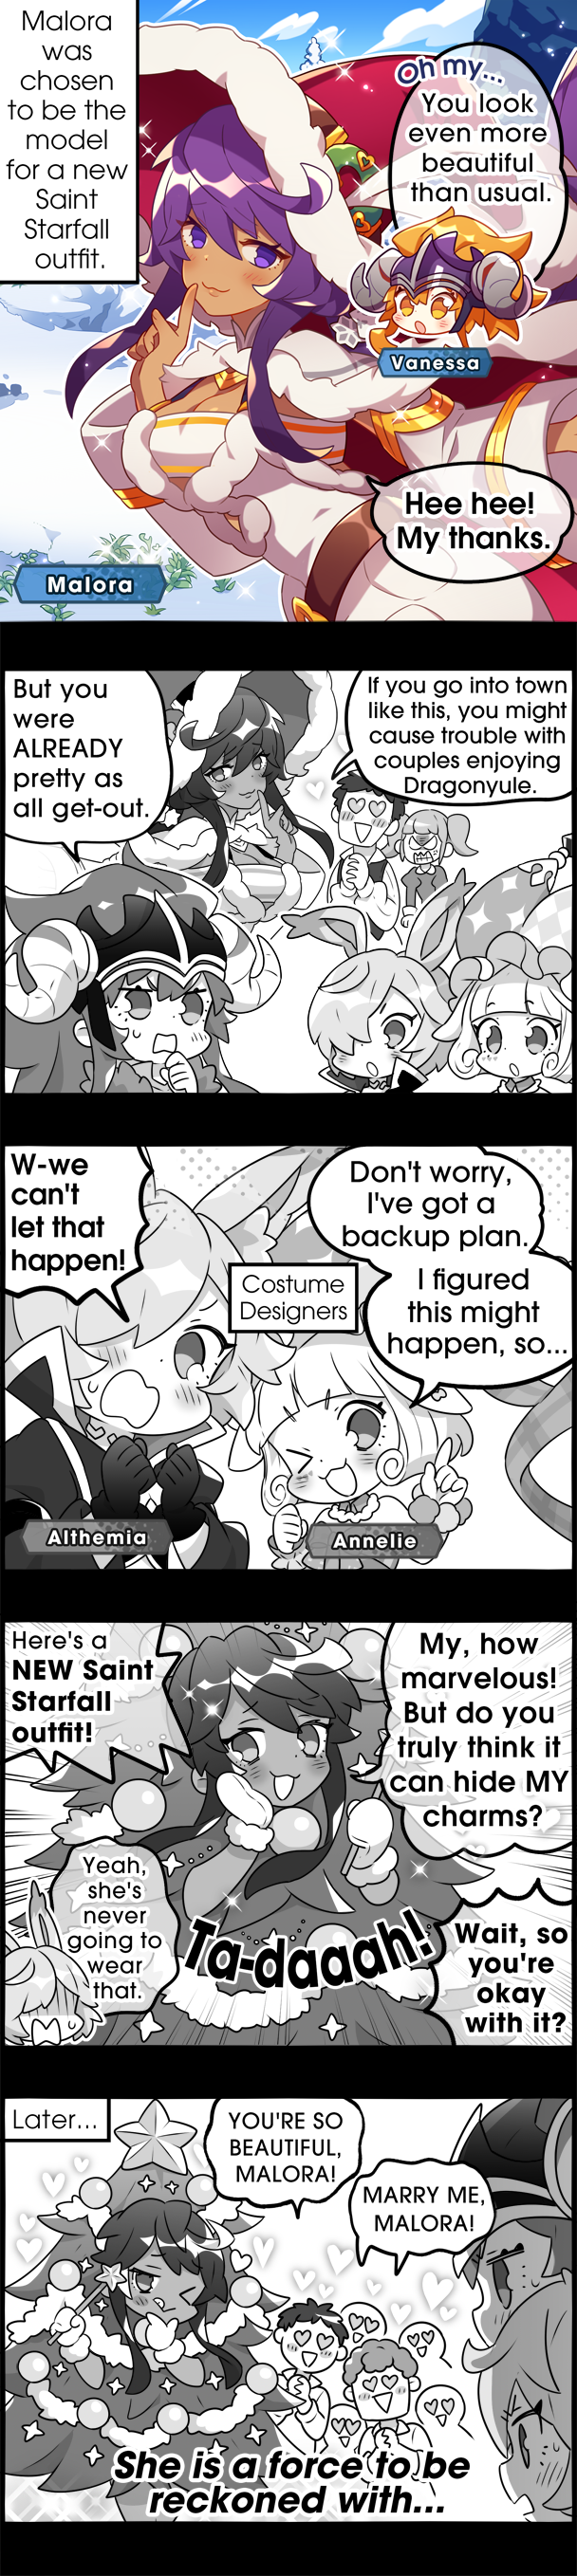 Malora
was
chosen
to be the
model
for a new
Saint
Starfall
outfit.
Oh my...
You look
even more
beautiful
than usual.
Vanessa
Hee hee!
My thanks.
Malora
But you
were
ALREADY
pretty as
all get-out.
If you go into town
like this, you might
cause trouble with
couples enjoying
Dragonyule.
W-we
can't
let that
happen!
Don't worry,
I've got a
backup plan.
I figured
this might
happen, so...
Costume
Designers
Althemia
Annelie
Here's a
NEW Saint
Starfall
outfit!
My, how
marvelous!
But do you
truly think it
can hide MY
charms?
Yeah,
she's
never
going to
wear
that.
Ta-daaah!
Wait, so
you're
okay
with it?
Later...
YOU'RE SO
BEAUTIFUL,
MALORA!
MARRY ME,
MALORA!
She is a force to be
reckoned with...